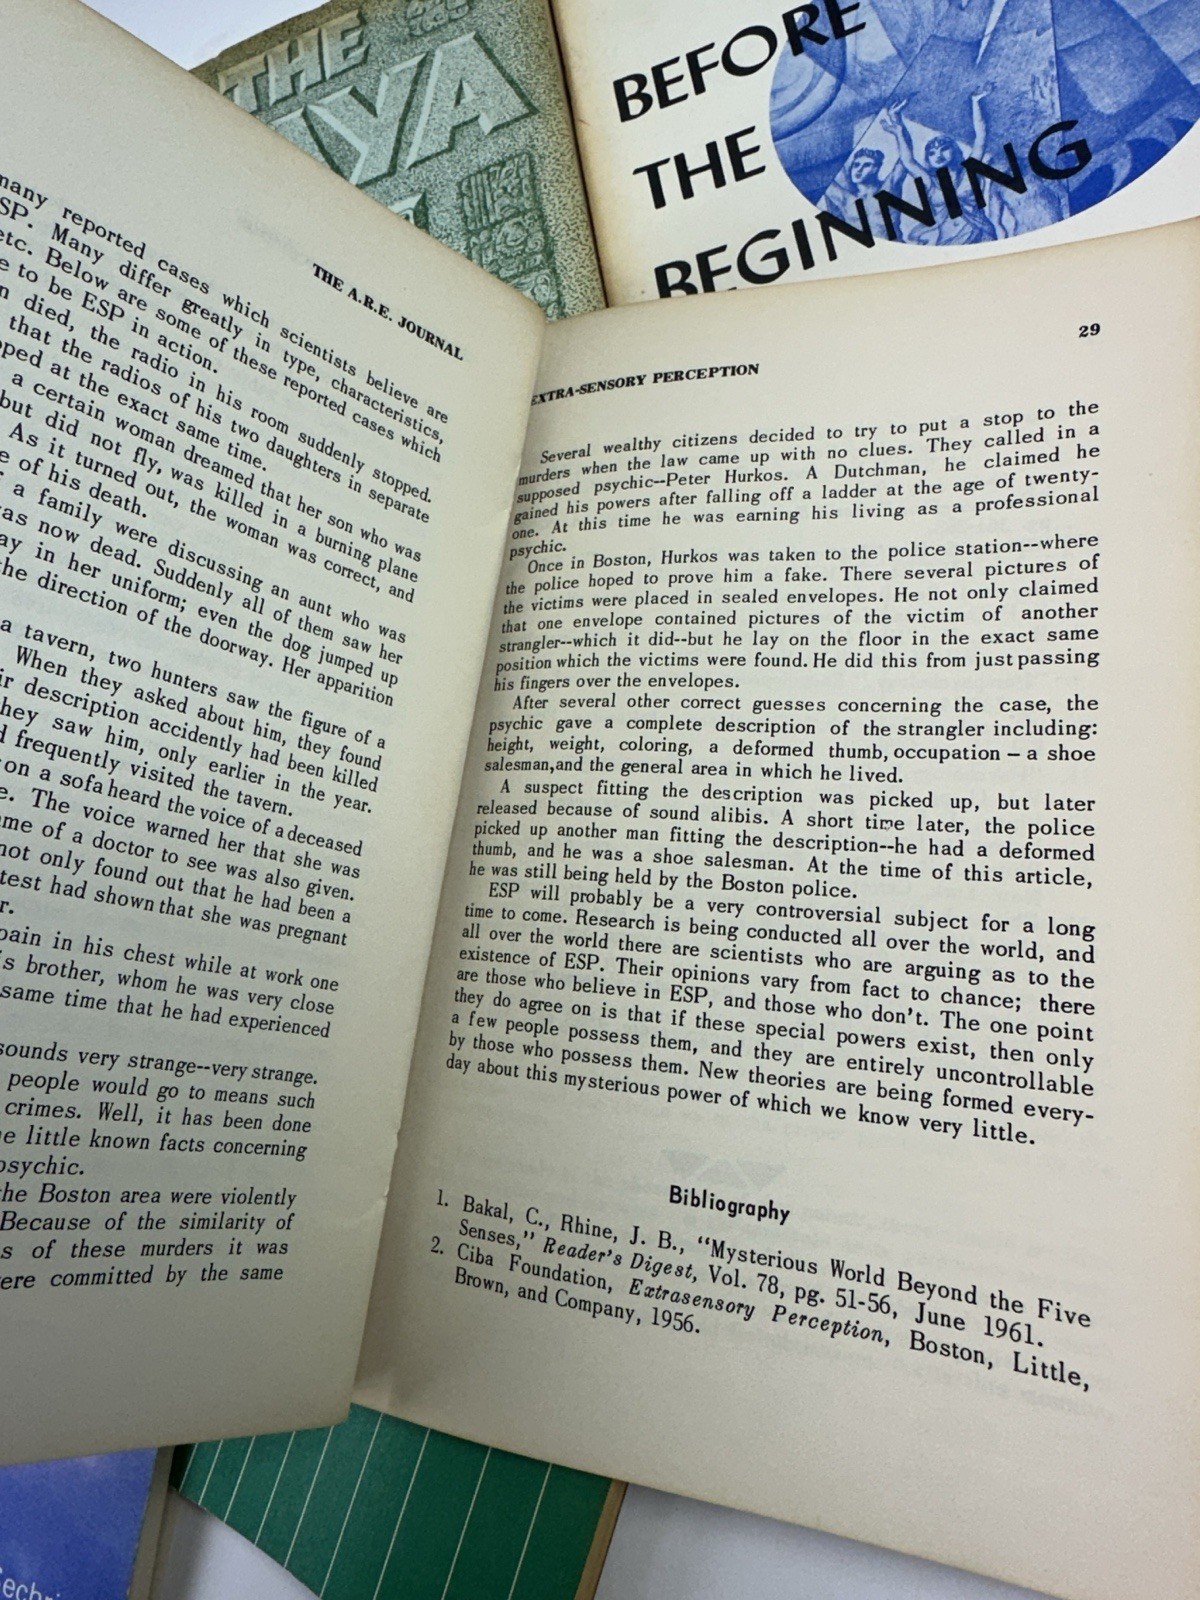 THE
YA
BEFORE
THE
BEGINNING
THE A.R.E. JOURNAL
many reported cases which scientists believe are
SP. Many differ greatly in type, characteristics,
etc. Below are some of these reported cases which
e to be ESP in action.
n died, the radio in his room suddenly stopped.
that the radios of his two daughters in separate
pped at the exact same time.
a certain woman dreamed that her son who was
but did not fly, was killed in a burning plane
As it turned out, the woman was correct, and
e of his death.
a family were discussing an aunt who was
as now dead. Suddenly all of them saw her
ay in her uniform; even the dog jumped up
the direction of the doorway. Her apparition
a tavern, two hunters saw the figure of a
When they asked about him, they found
ir description accidently had been killed
they saw him, only earlier in the year.
d frequently visited the tavern.
on a sofa heard the voice of a deceased
e. The voice warned her that she was
ame of a doctor to see was also given.
not only found out that he had been a
test had shown that she was pregnant
r.
pain in his chest while at work one
s brother, whom he was very close
same time that he had experienced
sounds very strange--very strange.
people would go to means such
crimes. Well, it has been done
e little known facts concerning
psychic.
the Boston area were violently
Because of the similarity of
s of these murders it was
ere committed by the same
29
EXTRA-SENSORY PERCEPTION
Several wealthy citizens decided to try to put a stop to the
murders when the law came up with no clues. They called in a
supposed psychic--Peter Hurkos. A Dutchman, he claimed he
gained his powers after falling off a ladder at the age of twenty-
one. At this time he was earning his living as a professional
psychic.
Once in Boston, Hurkos was taken to the police station--where
the police hoped to prove him a fake. There several pictures of
the victims were placed in sealed envelopes. He not only claimed
that one envelope contained pictures of the victim of another
strangler--which it did--but he lay on the floor in the exact same
position which the victims were found. He did this from just passing
his fingers over the envelopes.
After several other correct guesses concerning the case, the
psychic gave a complete description of the strangler including:
height, weight, coloring, a deformed thumb, occupation – a shoe
salesman,and the general area in which he lived.
A suspect fitting the description was picked up, but later
released because of sound alibis. A short time later, the police
picked up another man fitting the description--he had a deformed
thumb, and he was a shoe salesman. At the time of this article,
he was still being held by the Boston police.
ESP will probably be a very controversial subject for a long
time to come. Research is being conducted all over the world, and
all over the world there are scientists who are arguing as to the
existence of ESP. Their opinions vary from fact to chance; there
are those who believe in ESP, and those who don't. The one point
they do agree on is that if these special powers exist, then only
a few people possess them, and they are entirely uncontrollable
by those who possess them. New theories are being formed every-
day about this mysterious power of which we know very little.
Bibliography
1. Bakal, C., Rhine, J. B., "Mysterious World Beyond the Five
Senses," Reader's Digest, Vol. 78, pg. 51-56, June 1961.
2. Ciba Foundation, Extrasensory Perception, Boston, Little,
Brown, and Company, 1956.